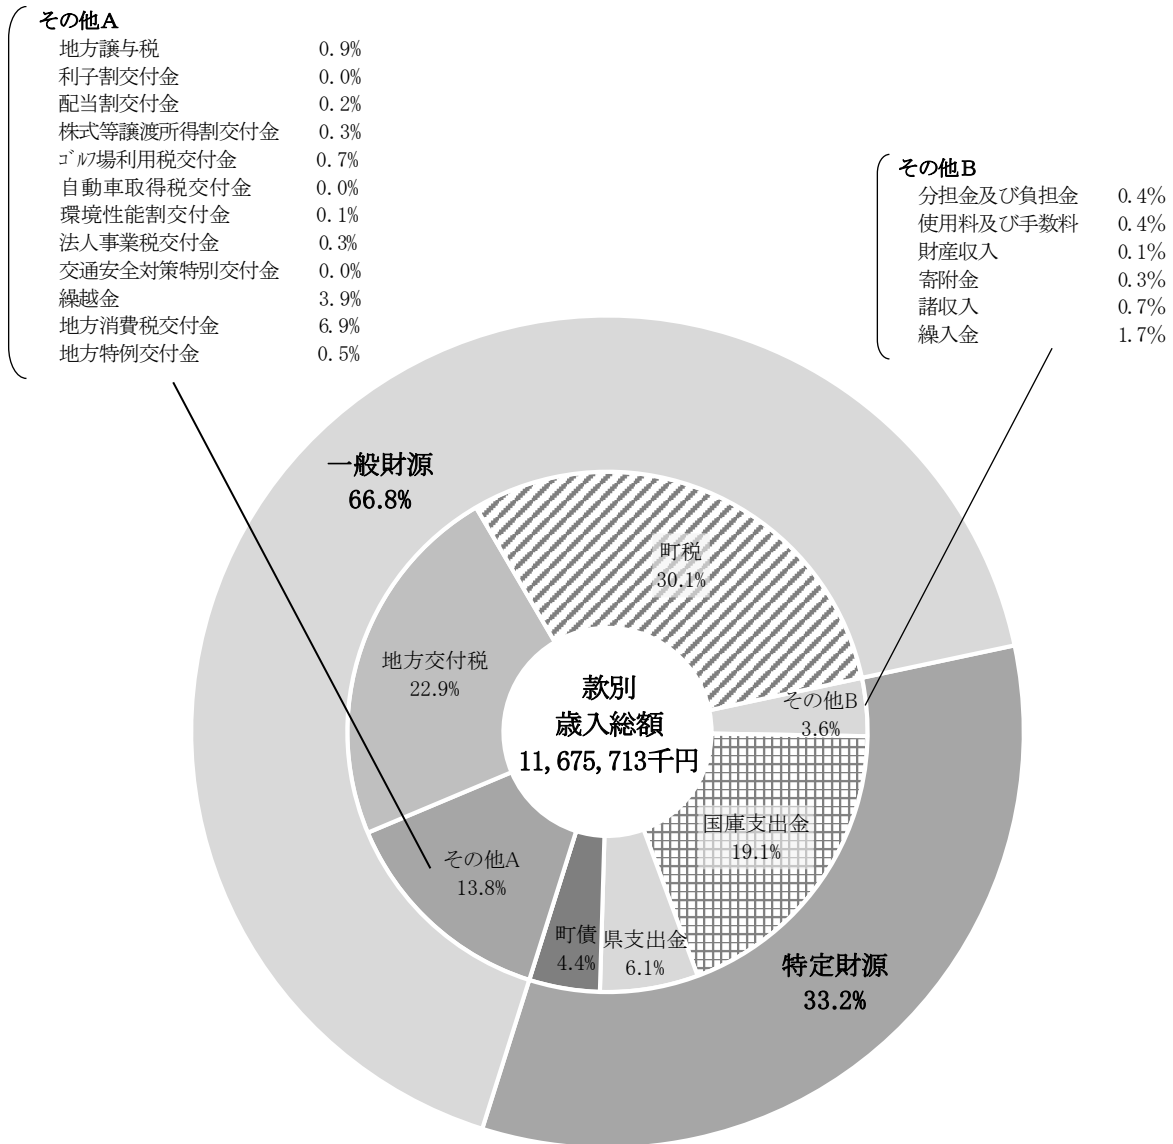 その他A
地方譲与税 0.9%
利子割交付金 0.0%
配当割交付金 0.2%
株式等譲渡所得割交付金 0.3%
ｺﾞﾙﾌ場利用税交付金 0.7%
自動車取得税交付金 0.0%
環境性能割交付金 0.1%
法人事業税交付金 0.3%
交通安全対策特別交付金 0.0%
繰越金 3.9%
地方消費税交付金 6.9%
地方特例交付金 0.5%
その他B
分担金及び負担金 0.4%
使用料及び手数料 0.4%
財産収入 0.1%
寄附金 0.3%
諸収入 0.7%
繰入金 1.7%
一般財源
66.8%
町税
30.1%
地方交付税
22.9%
款別
歳入総額
11,675,713千円
その他B
3.6%
国庫支出金
19.1%
その他A
13.8%
町債
4.4%
県支出金
6.1%
特定財源
33.2%